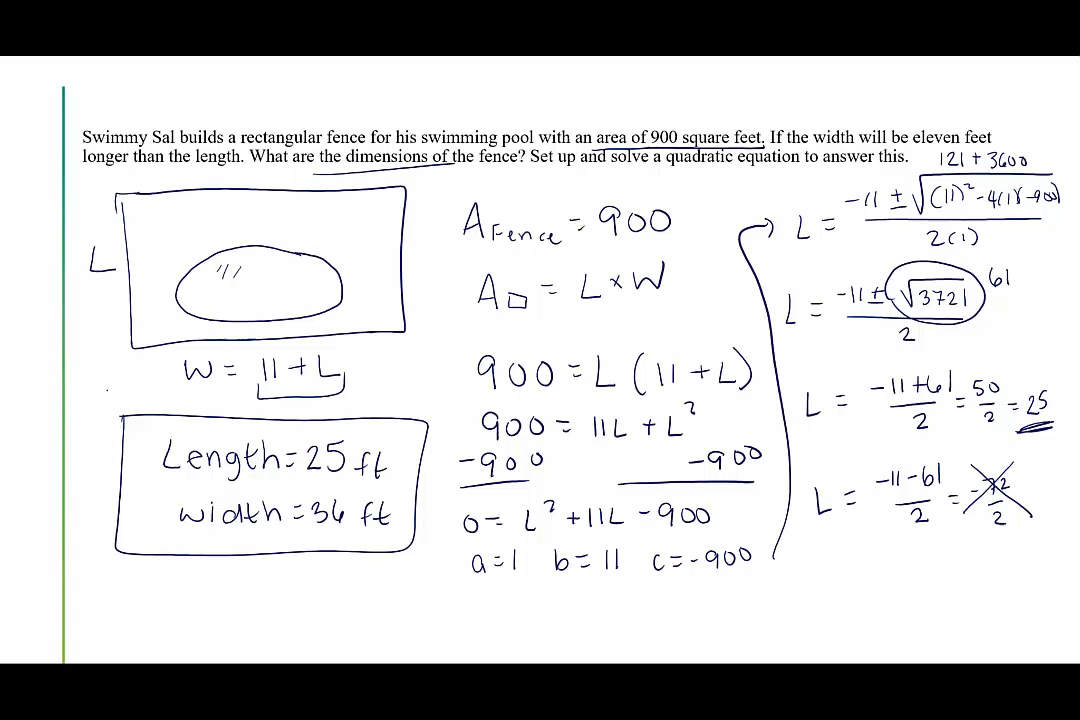 Swimmy Sal builds a rectangular fence for his swimming pool with an area of 900 square feet. If the width will be eleven feet
longer than the length. What are the dimensions of the fence? Set up and solve a quadratic equation to answer this.
L
W = 11 + L
Length = 25 ft
width = 36 ft
A Fence = 900
A□ = L × W
900 = L (11 + L)
900 = 11L + L²
-900 -900
0 = L² + 11L - 900
a = 1 b = 11 c = -900
121 + 3600
L = -11 ± √(11)² - 4(1)(-900)
2(1)
L = -11 ± √3721 61
2
L = -11 + 61 = 50 = 25
2 2
L = -11 - 61 = -72
2 2